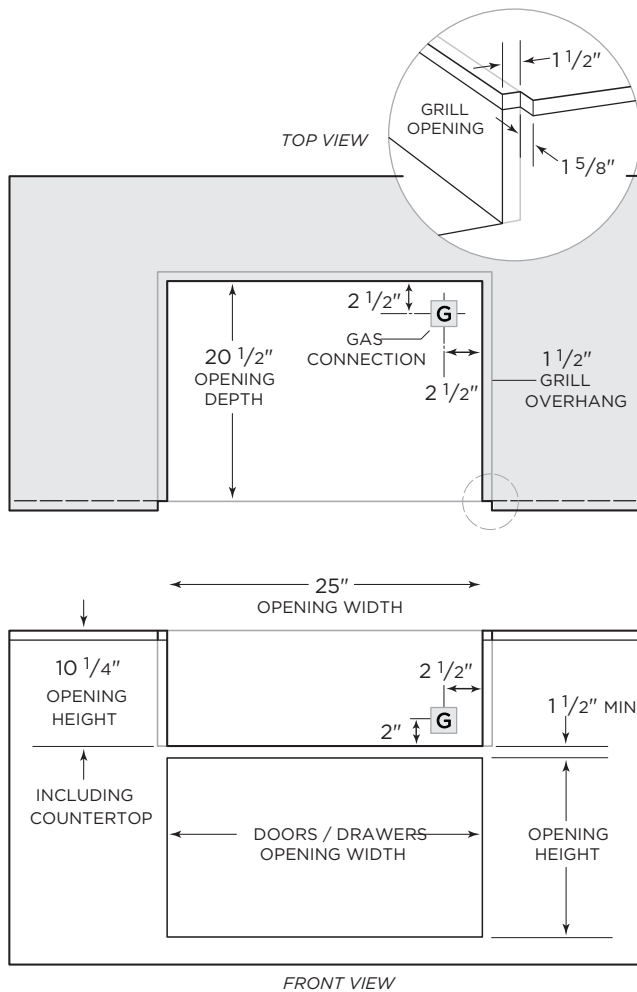 1 1/2"
GRILL
OPENING
TOP VIEW
1 5/8"
2 1/2"
G
GAS
CONNECTION
20 1/2"
OPENING
DEPTH
2 1/2"
1 1/2"
GRILL
OVERHANG
25"
OPENING WIDTH
10 1/4"
OPENING
HEIGHT
2 1/2"
G
2"
1 1/2" MIN
INCLUDING
COUNTERTOP
DOORS / DRAWERS
OPENING WIDTH
OPENING
HEIGHT
FRONT VIEW